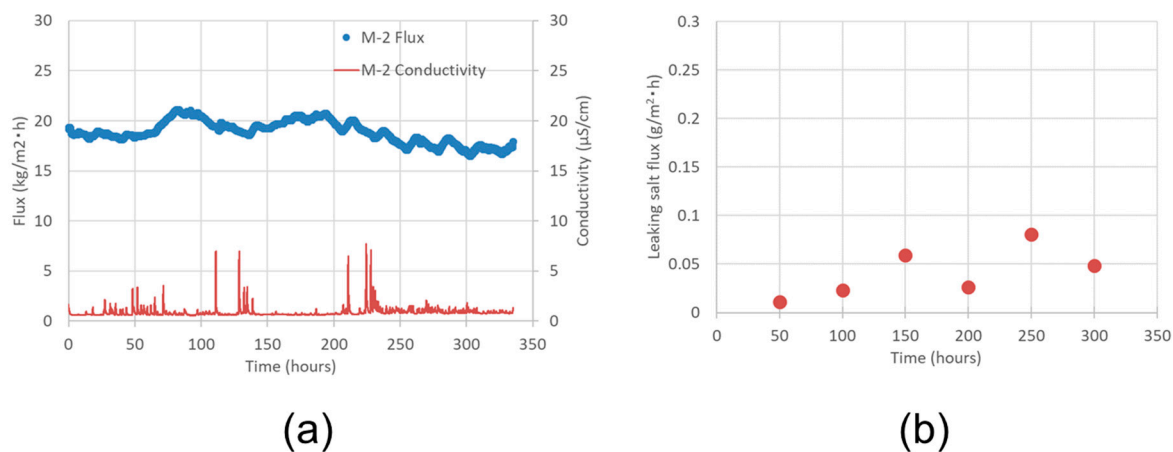 30
25
20
15
10
5
0
Flux (kg/m2・h)
M-2 Flux
M-2 Conductivity
30
25
20
15
10
5
0
Conductivity (μS/cm)
0 50 100 150 200 250 300 350
Time (hours)
(a)
0.3
0.25
0.2
0.15
0.1
0.05
0
Leaking salt flux (g/m²・h)
0 50 100 150 200 250 300 350
Time (hours)
(b)